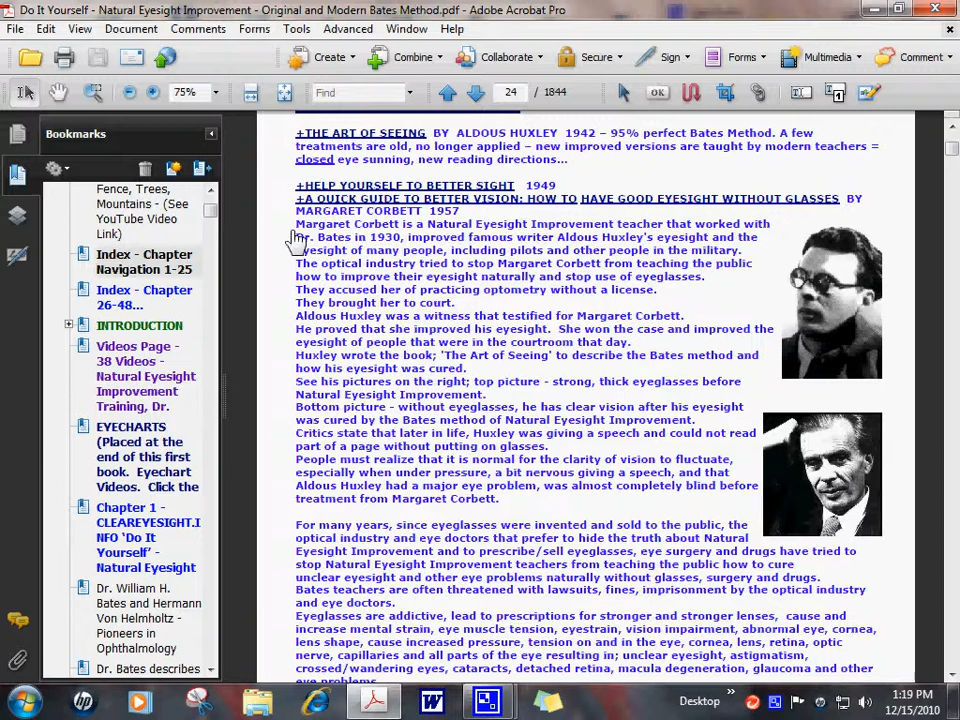 Do It Yourself - Natural Eyesight Improvement - Original and Modern Bates Method.pdf - Adobe Acrobat Pro
File Edit View Document Comments Forms Tools Advanced Window Help
Create Combine Collaborate Secure Sign Forms Multimedia Comment
75% Find 24 / 1844
Bookmarks
Fence, Trees,
Mountains - (See
YouTube Video
Link)
Index - Chapter
Navigation 1-25
Index - Chapter
26-48...
INTRODUCTION
Videos Page -
38 Videos -
Natural Eyesight
Improvement
Training, Dr.
EYECHARTS
(Placed at the
end of this first
book. Eyechart
Videos. Click the
Chapter 1 -
CLEAREYESIGHT.I
NFO 'Do It
Yourself' -
Natural Eyesight
Dr. William H.
Bates and Hermann
Von Helmholtz -
Pioneers in
Ophthalmology
Dr. Bates describes
+THE ART OF SEEING BY ALDOUS HUXLEY 1942 – 95% perfect Bates Method. A few
treatments are old, no longer applied – new improved versions are taught by modern teachers =
closed eye sunning, new reading directions...
+HELP YOURSELF TO BETTER SIGHT 1949
+A QUICK GUIDE TO BETTER VISION: HOW TO HAVE GOOD EYESIGHT WITHOUT GLASSES BY
MARGARET CORBETT 1957
Margaret Corbett is a Natural Eyesight Improvement teacher that worked with
Dr. Bates in 1930, improved famous writer Aldous Huxley's eyesight and the
eyesight of many people, including pilots and other people in the military.
The optical industry tried to stop Margaret Corbett from teaching the public
how to improve their eyesight naturally and stop use of eyeglasses.
They accused her of practicing optometry without a license.
They brought her to court.
Aldous Huxley was a witness that testified for Margaret Corbett.
He proved that she improved his eyesight. She won the case and improved the
eyesight of people that were in the courtroom that day.
Huxley wrote the book; 'The Art of Seeing' to describe the Bates method and
how his eyesight was cured.
See his pictures on the right; top picture - strong, thick eyeglasses before
Natural Eyesight Improvement.
Bottom picture - without eyeglasses, he has clear vision after his eyesight
was cured by the Bates method of Natural Eyesight Improvement.
Critics state that later in life, Huxley was giving a speech and could not read
part of a page without putting on glasses.
People must realize that it is normal for the clarity of vision to fluctuate,
especially when under pressure, a bit nervous giving a speech, and that
Aldous Huxley had a major eye problem, was almost completely blind before
treatment from Margaret Corbett.
For many years, since eyeglasses were invented and sold to the public, the
optical industry and eye doctors that prefer to hide the truth about Natural
Eyesight Improvement and to prescribe/sell eyeglasses, eye surgery and drugs have tried to
stop Natural Eyesight Improvement teachers from teaching the public how to cure
unclear eyesight and other eye problems naturally without glasses, surgery and drugs.
Bates teachers are often threatened with lawsuits, fines, imprisonment by the optical industry
and eye doctors.
Eyeglasses are addictive, lead to prescriptions for stronger and stronger lenses, cause and
increase mental strain, eye muscle tension, eyestrain, vision impairment, abnormal eye, cornea,
lens shape, cause increased pressure, tension on and in the eye, cornea, lens, retina, optic
nerve, capillaries and all parts of the eye resulting in; unclear eyesight, astigmatism,
crossed/wandering eyes, cataracts, detached retina, macula degeneration, glaucoma and other
eye problems
Desktop
1:19 PM
12/15/2010